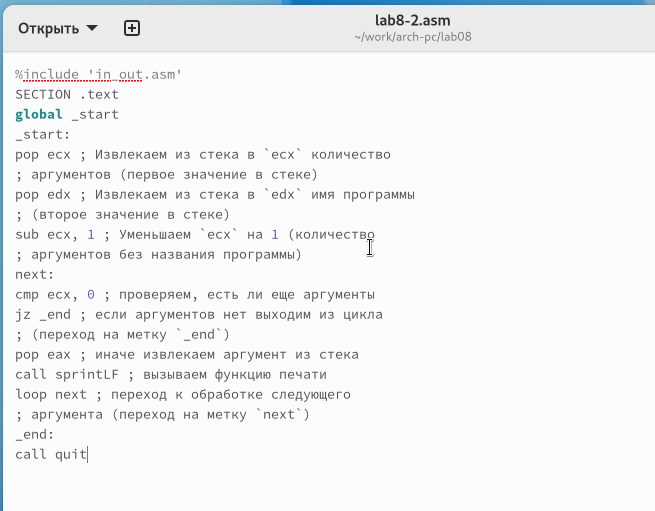 Открыть
lab8-2.asm
~/work/arch-pc/lab08
%include 'in_out.asm'
SECTION .text
global _start
_start:
pop ecx ; Извлекаем из стека в `ecx` количество
; аргументов (первое значение в стеке)
pop edx ; Извлекаем из стека в `edx` имя программы
; (второе значение в стеке)
sub ecx, 1 ; Уменьшаем `ecx` на 1 (количество
; аргументов без названия программы)
next:
cmp ecx, 0 ; проверяем, есть ли еще аргументы
jz _end ; если аргументов нет выходим из цикла
; (переход на метку `_end`)
pop eax ; иначе извлекаем аргумент из стека
call sprintLF ; вызываем функцию печати
loop next ; переход к обработке следующего
; аргумента (переход на метку `next`)
_end:
call quit